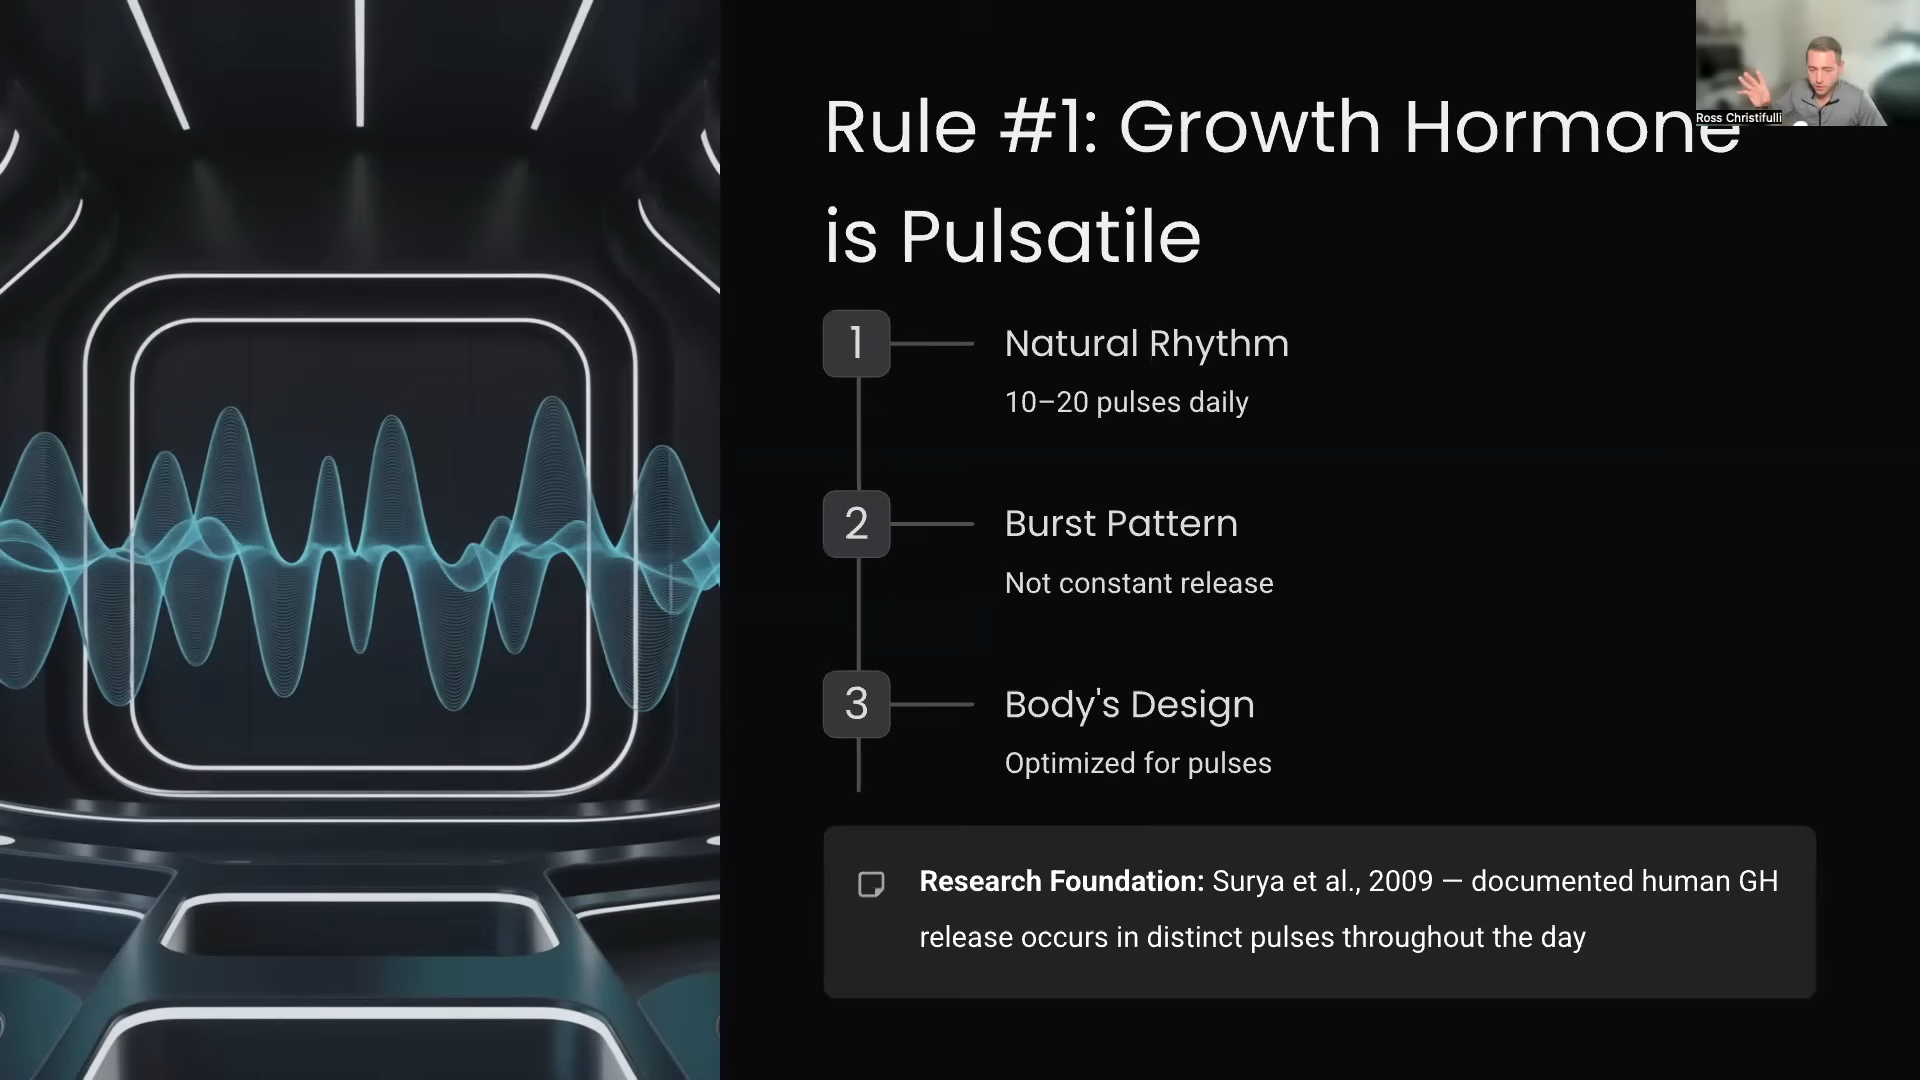 Rule #1: Growth Hormone
is Pulsatile
Ross Christifulli
1
Natural Rhythm
10–20 pulses daily
2
Burst Pattern
Not constant release
3
Body's Design
Optimized for pulses
Research Foundation: Surya et al., 2009 — documented human GH
release occurs in distinct pulses throughout the day